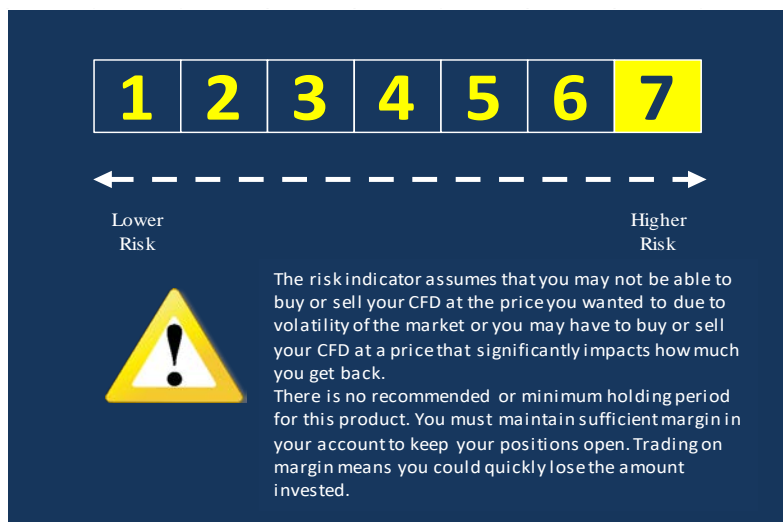 1 2 3 4 5 6 7
Lower
Risk
Higher
Risk
The risk indicator assumes that you may not be able to
buy or sell your CFD at the price you wanted to due to
volatility of the market or you may have to buy or sell
your CFD at a price that significantly impacts how much
you get back.
There is no recommended or minimum holding period
for this product. You must maintain sufficient margin in
your account to keep your positions open. Trading on
margin means you could quickly lose the amount
invested.